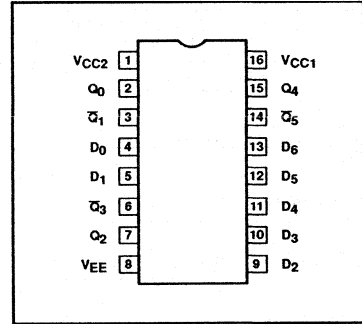 VCC2 1 16 VCC1
Q0 2 15 Q4
Q̅1 3 14 Q̅5
D0 4 13 D6
D1 5 12 D5
Q̅3 6 11 D4
Q2 7 10 D3
VEE 8 9 D2